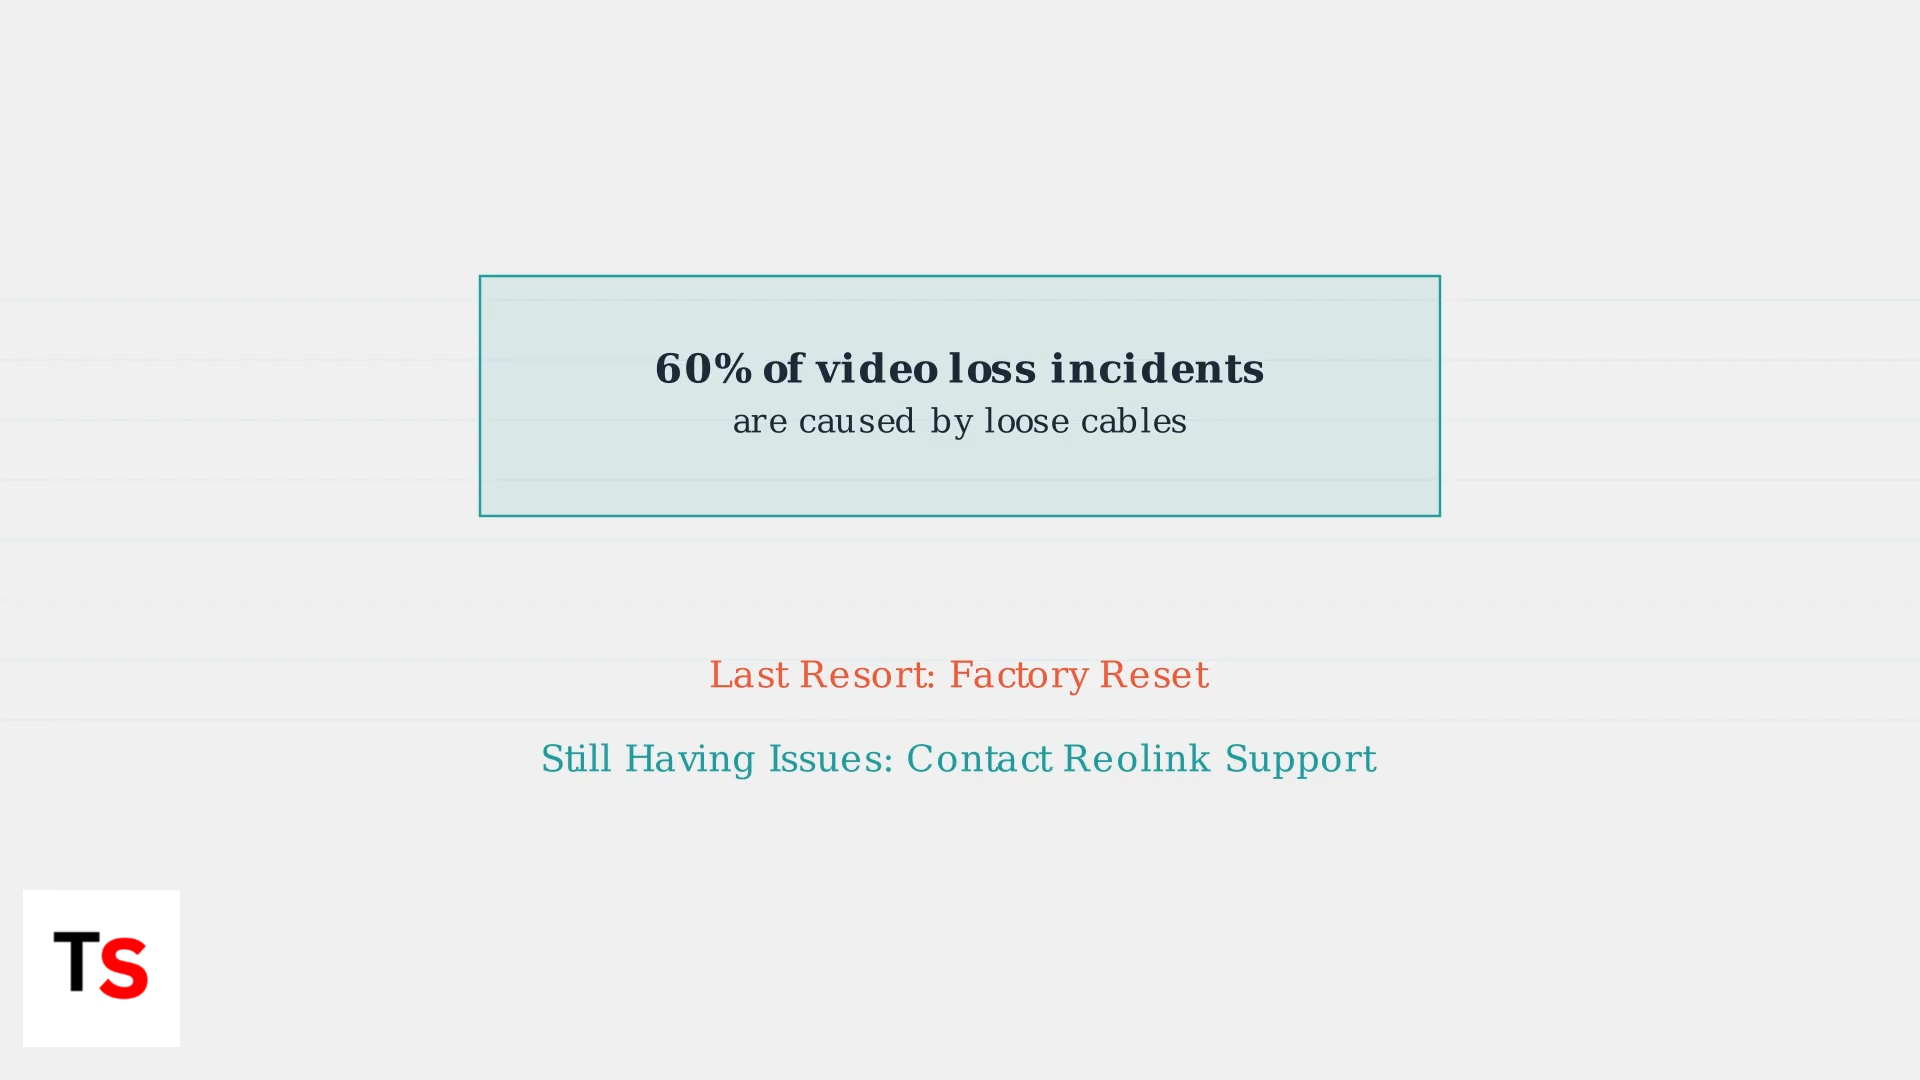 60% of video loss incidents
are caused by loose cables
Last Resort: Factory Reset
Still Having Issues: Contact Reolink Support
TS